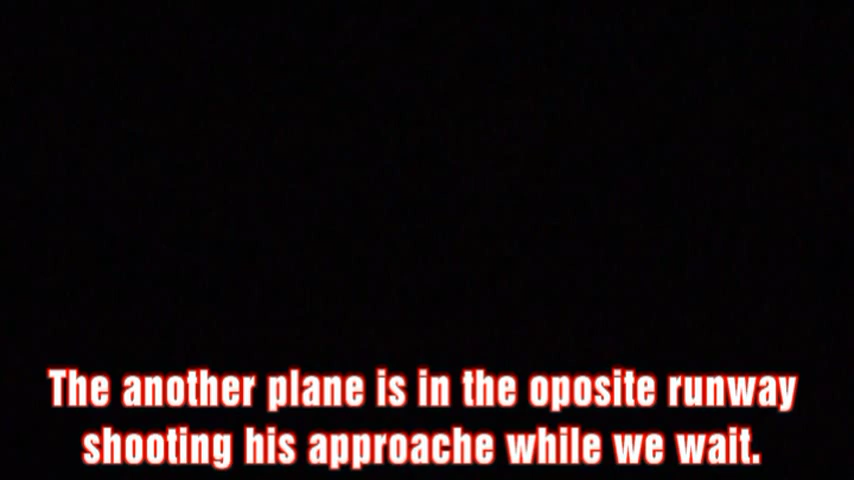 The another plane is in the oposite runway
shooting his approache while we wait.